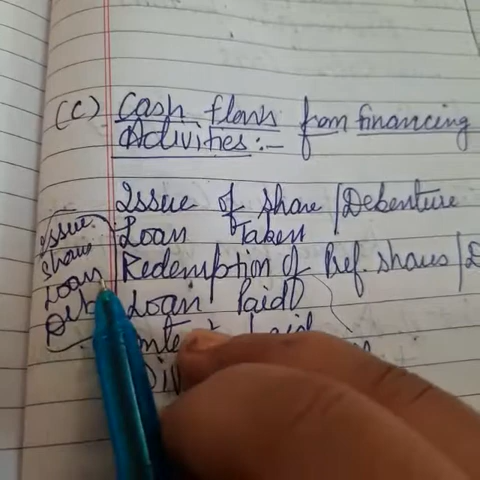 (C) Cash flows from financing
Activities:-
Issue of share/Debenture
Loan Taken
Redemption of Pref. shares/D
Loan Paid
Issue
Share
Loan
Deb